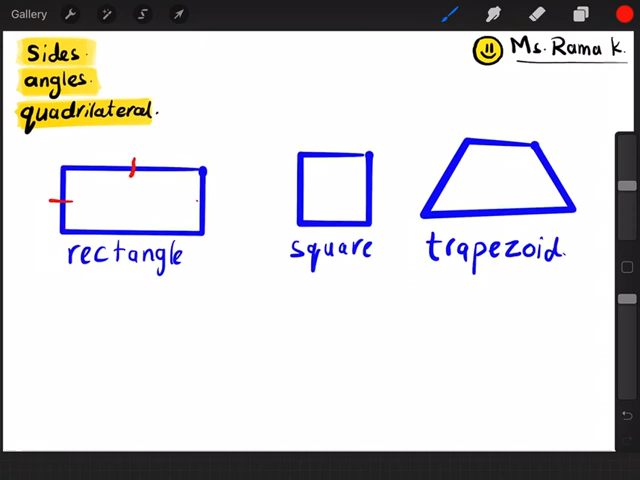 Gallery
Sides.
angles.
quadrilateral.
Ms. Rama K.
rectangle
square
trapezoid.